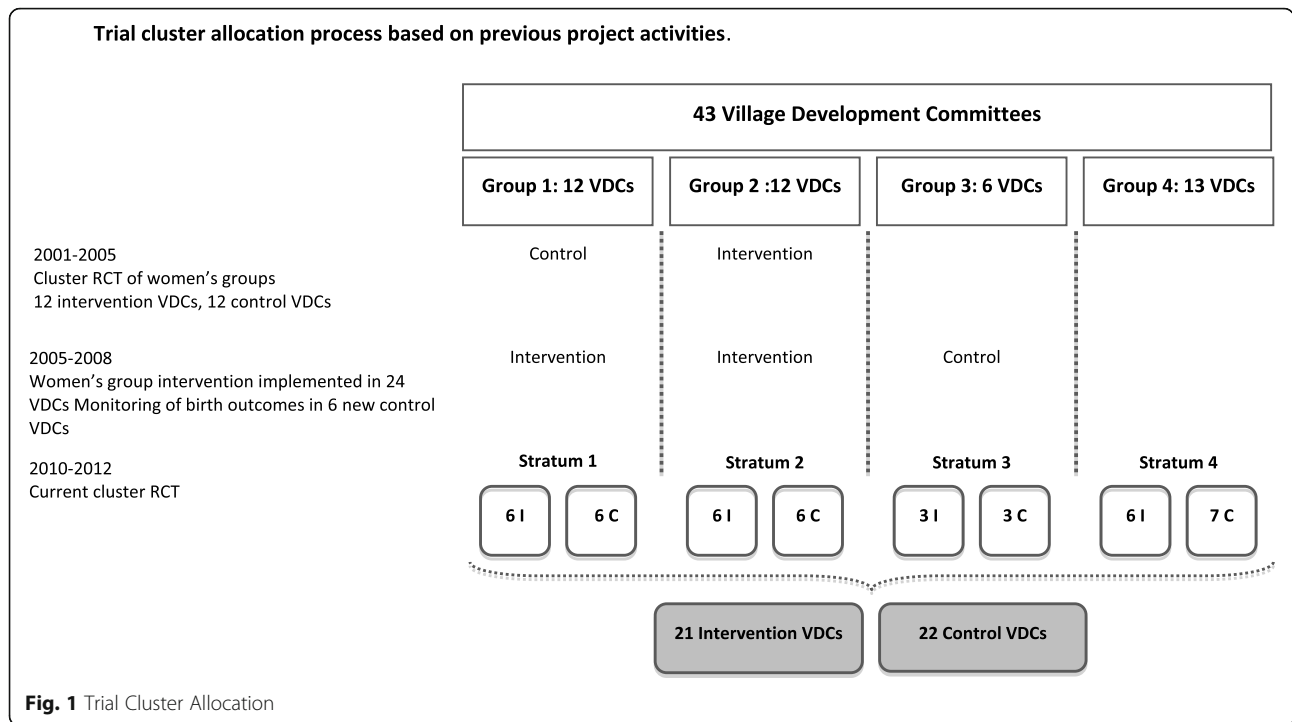 Trial cluster allocation process based on previous project activities.
43 Village Development Committees
Group 1: 12 VDCs
Group 2 :12 VDCs
Group 3: 6 VDCs
Group 4: 13 VDCs
2001-2005
Cluster RCT of women's groups
12 intervention VDCs, 12 control VDCs
Control
Intervention
2005-2008
Women's group intervention implemented in 24
VDCs Monitoring of birth outcomes in 6 new control
VDCs
Intervention
Intervention
Control
2010-2012
Current cluster RCT
Stratum 1
Stratum 2
Stratum 3
Stratum 4
6 I
6 C
6 I
6 C
3 I
3 C
6 I
7 C
21 Intervention VDCs
22 Control VDCs
Fig. 1 Trial Cluster Allocation